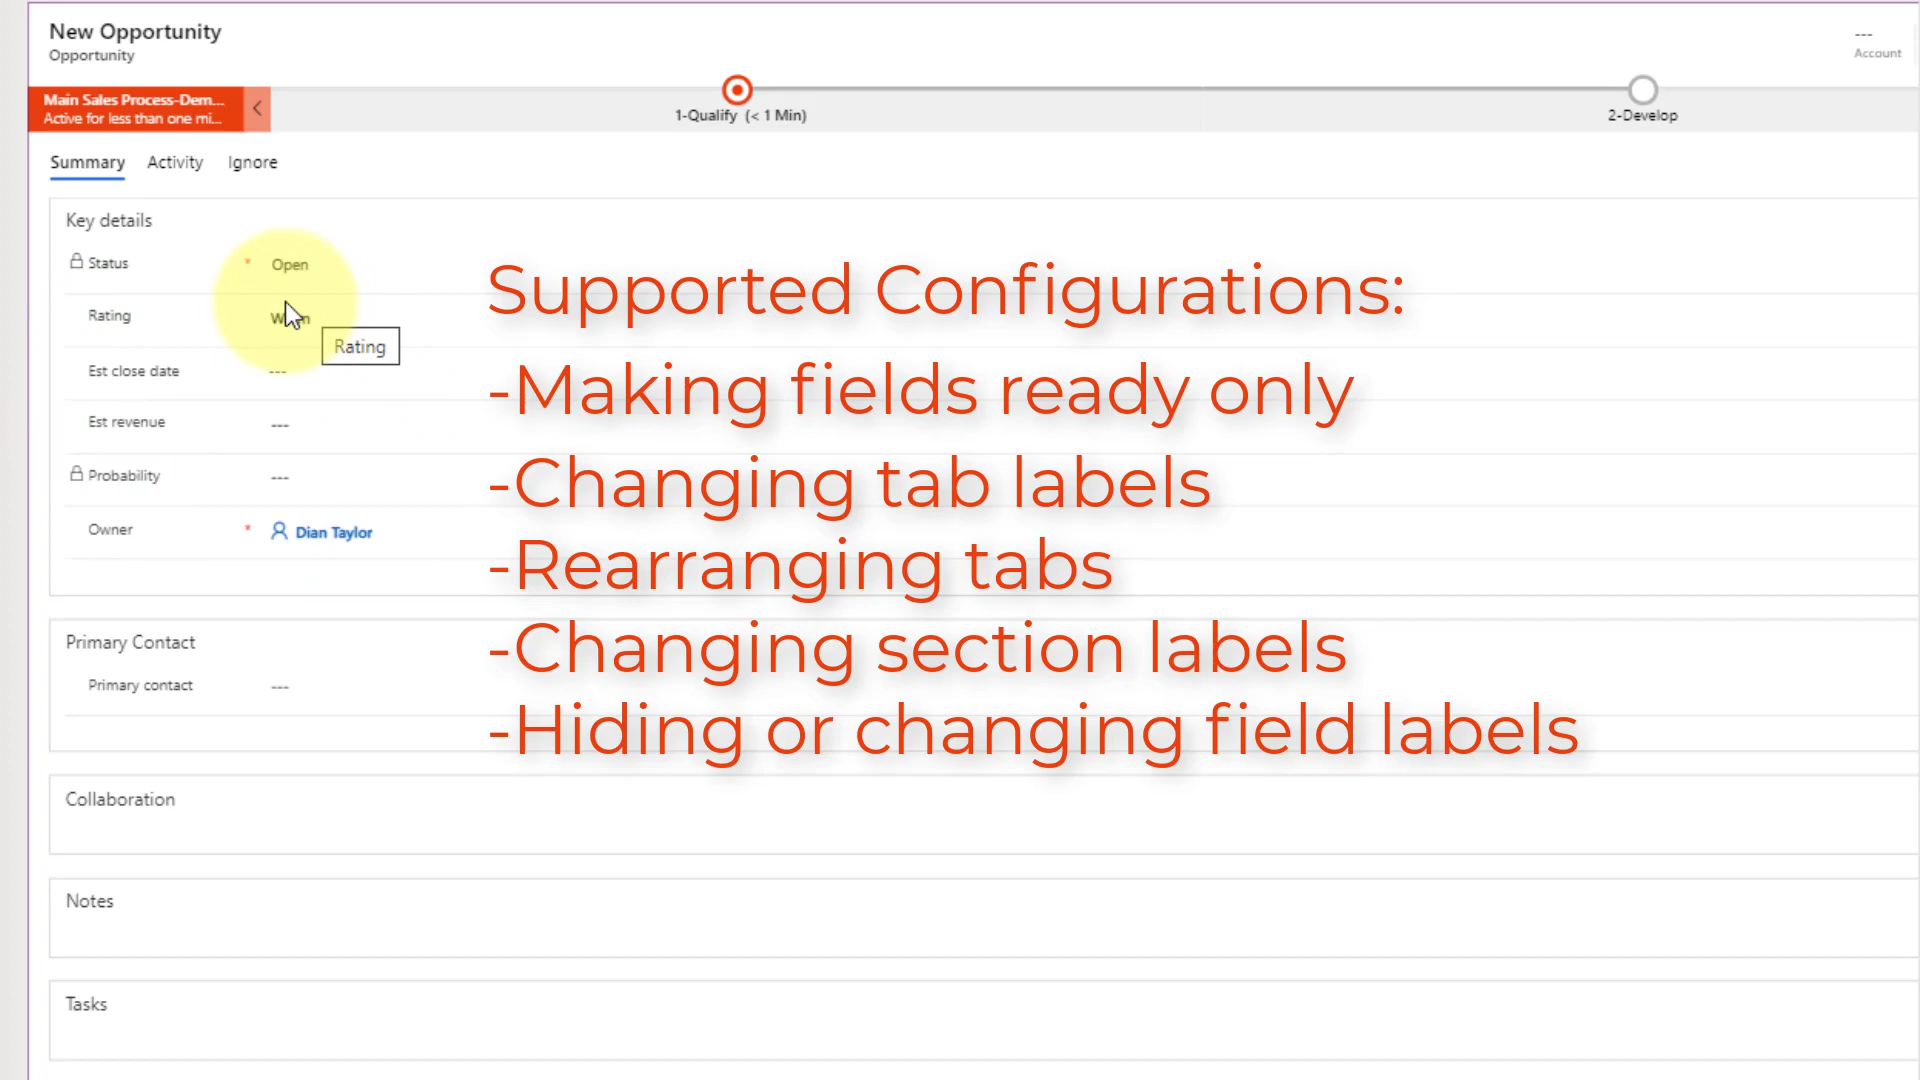 New Opportunity
Opportunity
---
Account
Main Sales Process-Dem...
Active for less than one mi...
1-Qualify (< 1 Min)
2-Develop
Summary Activity Ignore
Key details
Status * Open
Rating
Rating
Est close date ---
Est revenue ---
Probability ---
Owner * Dian Taylor
Supported Configurations:
-Making fields ready only
-Changing tab labels
-Rearranging tabs
-Changing section labels
-Hiding or changing field labels
Primary Contact
Primary contact ---
Collaboration
Notes
Tasks